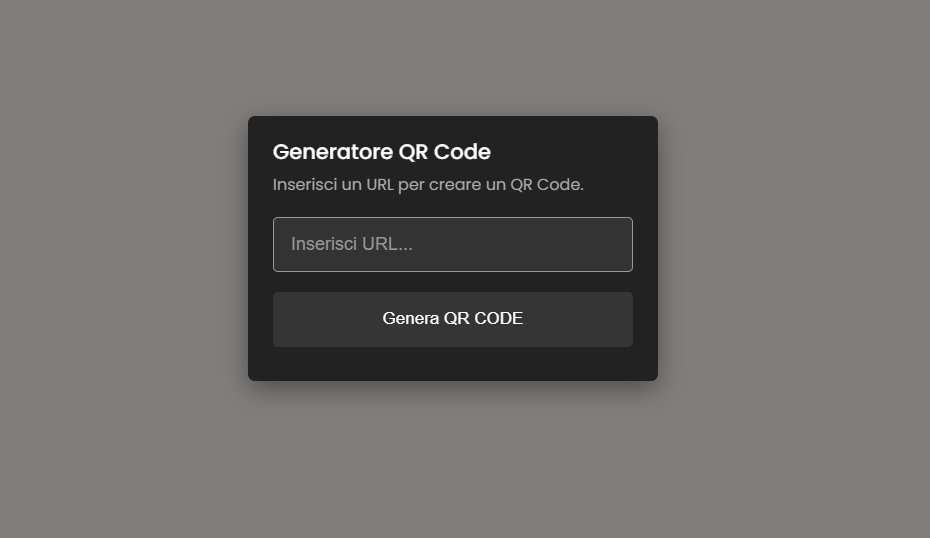 Generatore QR Code
Inserisci un URL per creare un QR Code.
Inserisci URL...
Genera QR CODE